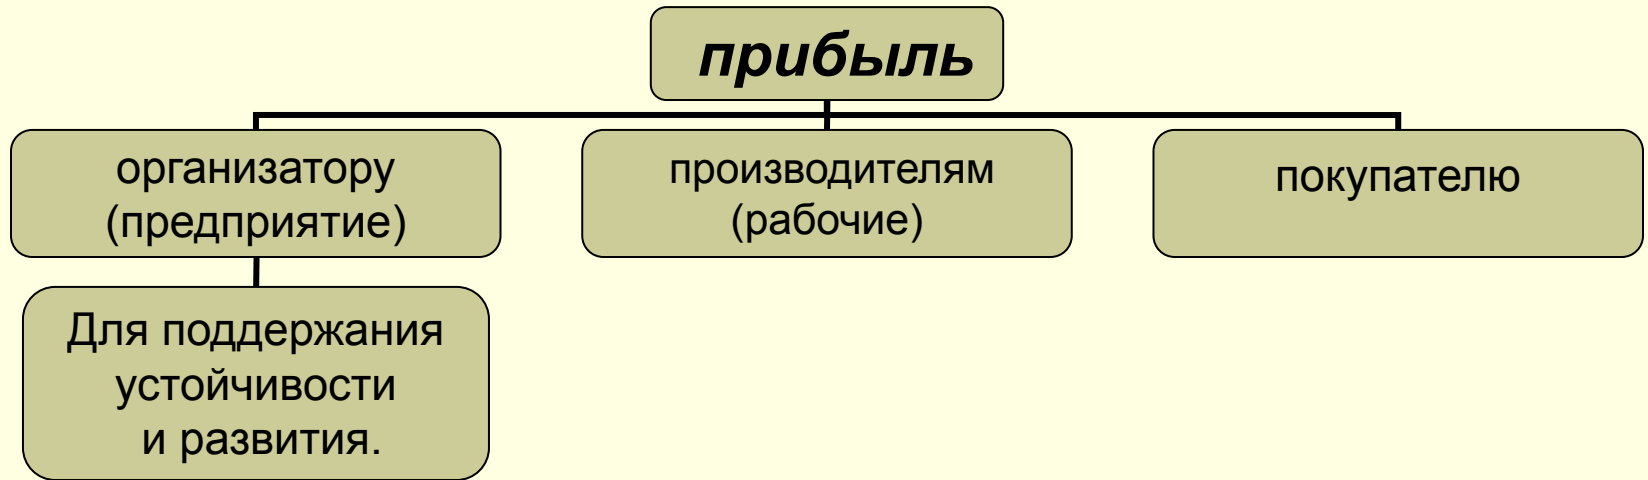 прибыль
организатору
(предприятие)
производителям
(рабочие)
покупателю
Для поддержания
устойчивости
и развития.